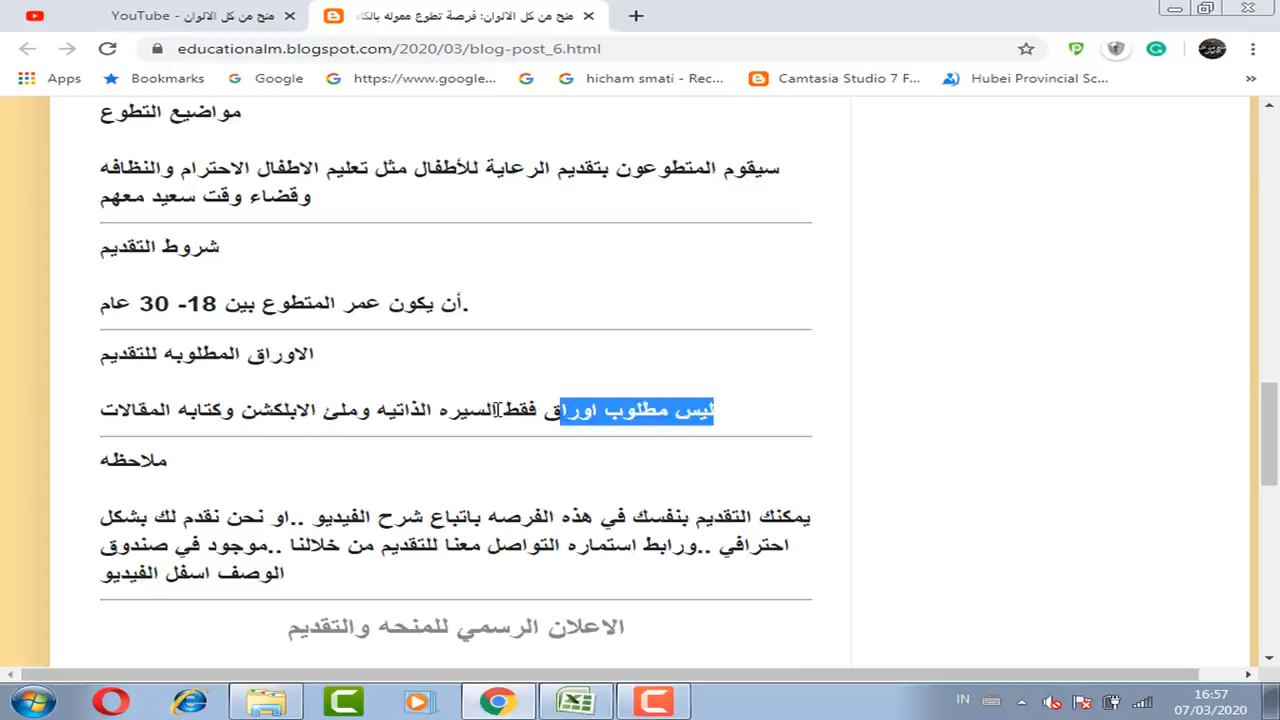 منح من كل الالوان - YouTube
منح من كل الالوان: فرصة تطوع مموله بالكا
educationalm.blogspot.com/2020/03/blog-post_6.html
Apps
Bookmarks
Google
https://www.google...
hicham smati - Rec...
Camtasia Studio 7 F...
Hubei Provincial Sc...
»
مواضيع التطوع
سيقوم المتطوعون بتقديم الرعاية للأطفال مثل تعليم الاطفال الاحترام والنظافه
وقضاء وقت سعيد معهم
شروط التقديم
.أن يكون عمر المتطوع بين 18- 30 عام
الاوراق المطلوبه للتقديم
ليس مطلوب اوراق فقط السيره الذاتيه وملئ الابلكشن وكتابه المقالات
ملاحظه
يمكنك التقديم بنفسك في هذه الفرصه باتباع شرح الفيديو ..او نحن نقدم لك بشكل
احترافي ..ورابط استماره التواصل معنا للتقديم من خلالنا ..موجود في صندوق
الوصف اسفل الفيديو
الاعلان الرسمي للمنحه والتقديم
IN
16:57
07/03/2020